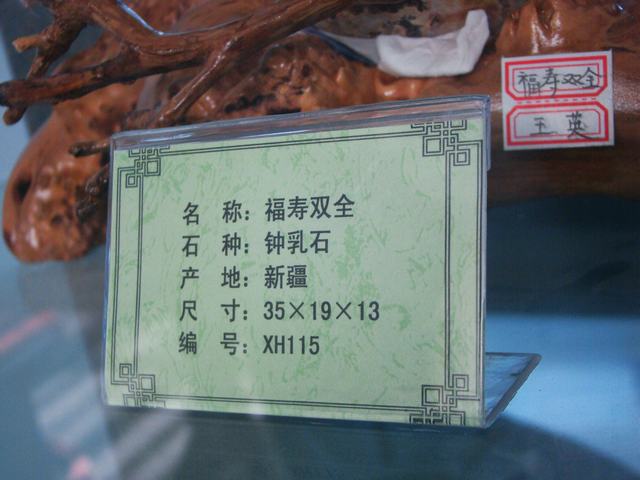 福寿双全
王英
名 称：福寿双全
石 种：钟乳石
产 地：新疆
尺 寸：35×19×13
编 号：XH115